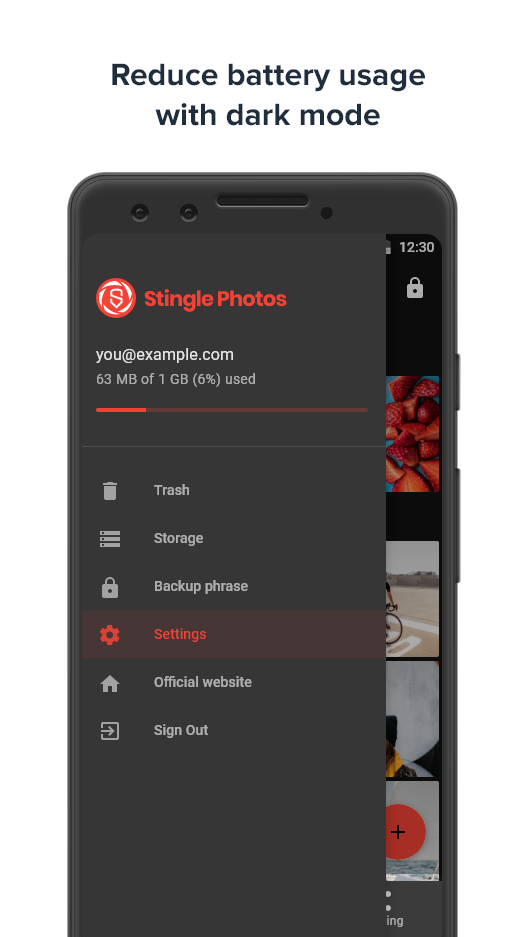 Reduce battery usage
with dark mode
12:30
Stingle Photos
you@example.com
63 MB of 1 GB (6%) used
Trash
Storage
Backup phrase
Settings
Official website
Sign Out
ing